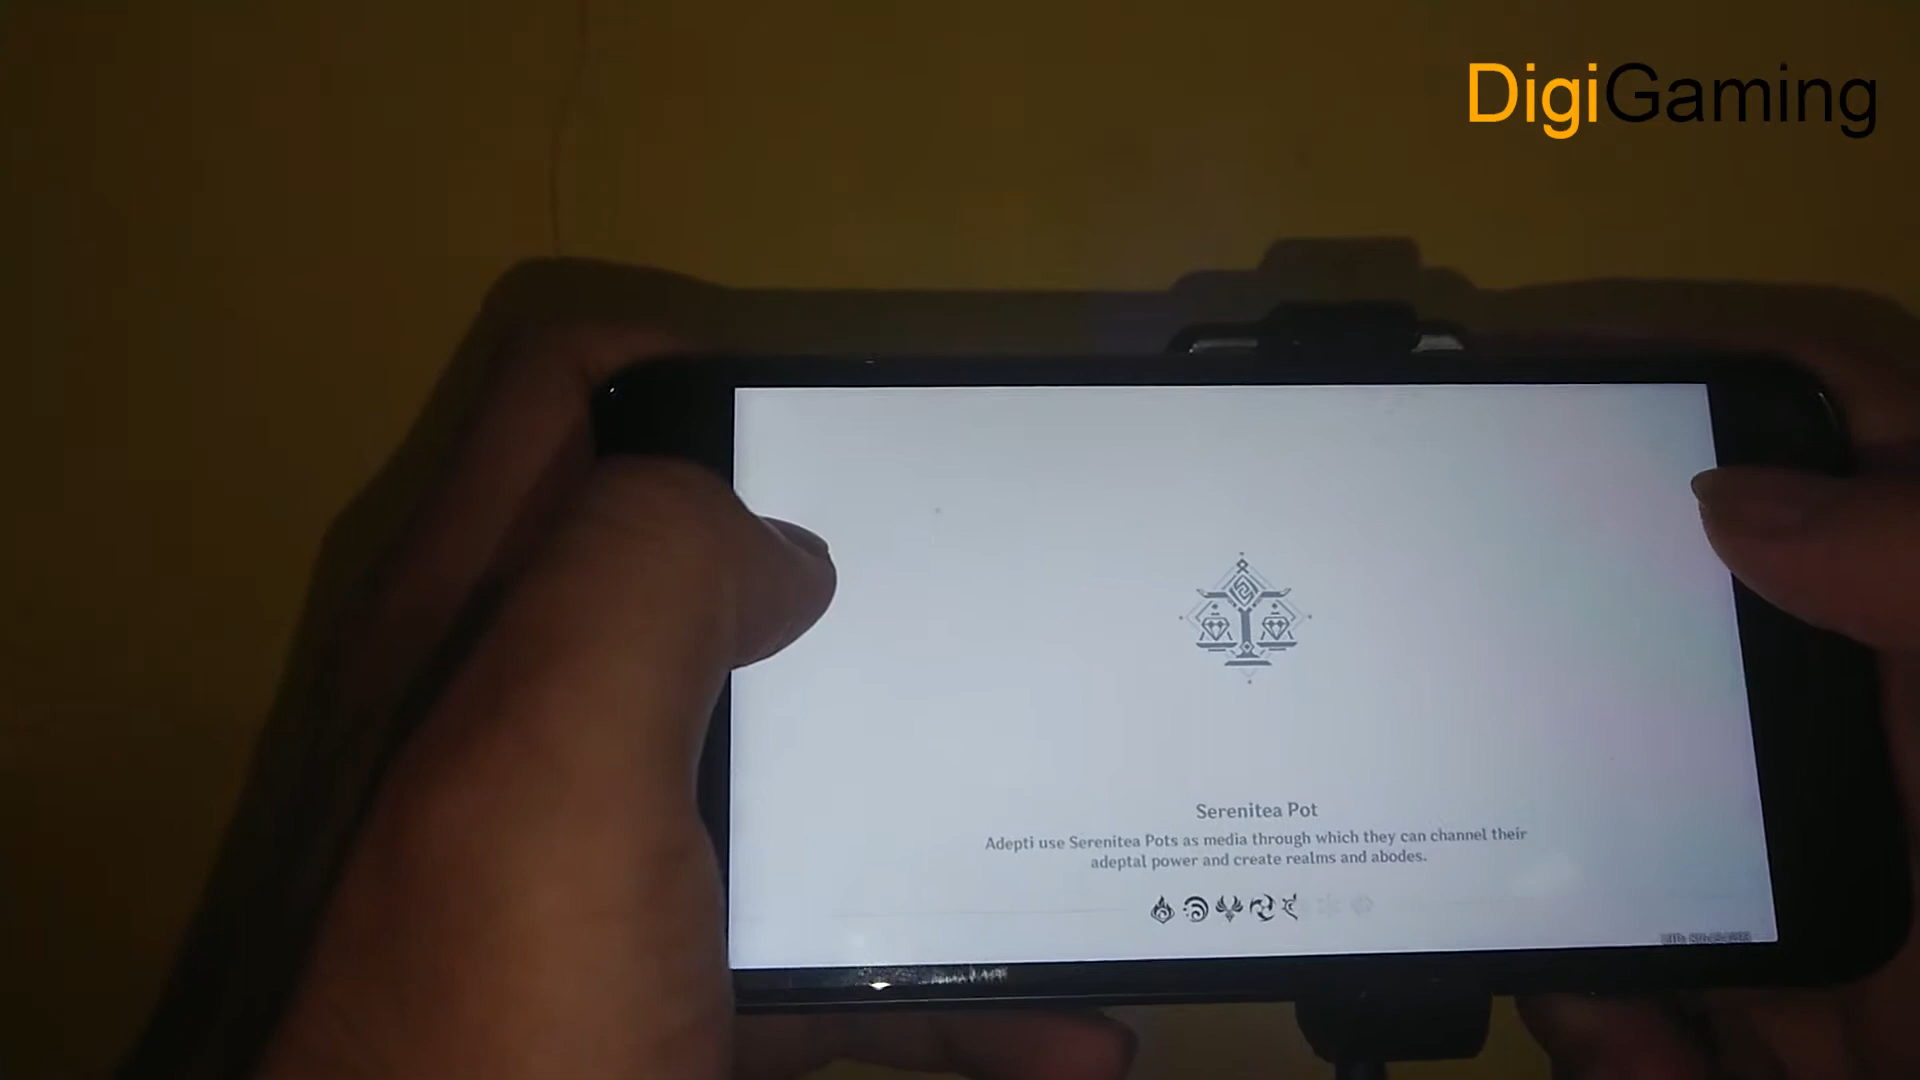 DigiGaming
Serenitea Pot
Adepti use Serenitea Pots as media through which they can channel their
adeptal power and create realms and abodes.